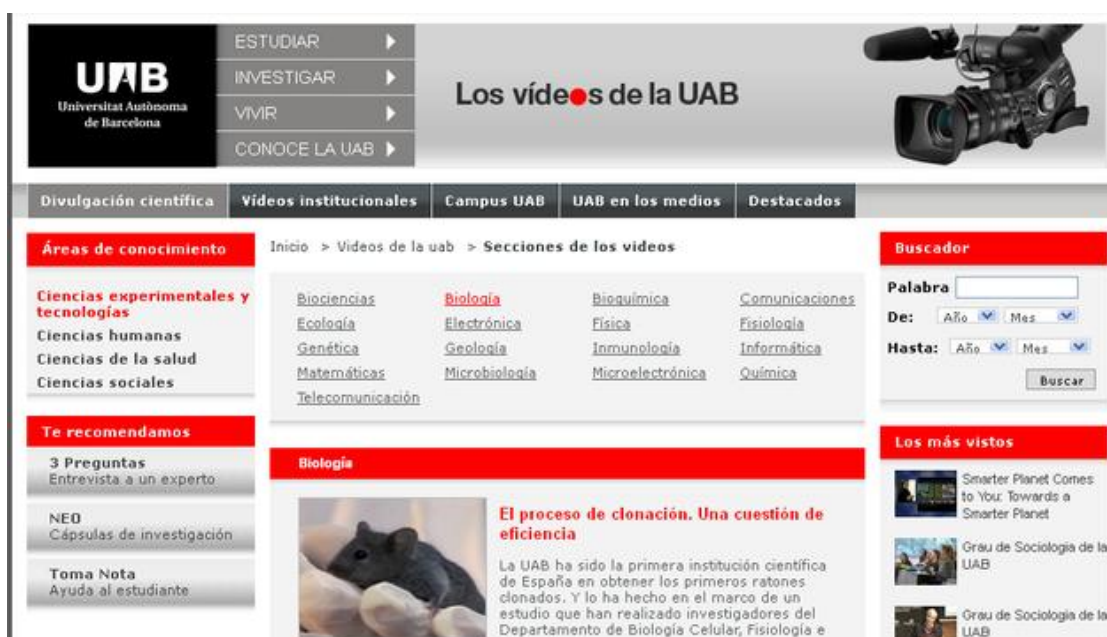 UAB
Universitat Autònoma
de Barcelona
ESTUDIAR
INVESTIGAR
VIVIR
CONOCE LA UAB
Los vídeos de la UAB
Divulgación científica
Vídeos institucionales
Campus UAB
UAB en los medios
Destacados
Áreas de conocimiento
Ciencias experimentales y
tecnologías
Ciencias humanas
Ciencias de la salud
Ciencias sociales
Te recomendamos
3 Preguntas
Entrevista a un experto
NEO
Cápsulas de investigación
Toma Nota
Ayuda al estudiante
Inicio > Videos de la uab > Secciones de los videos
Biociencias Biología Bioquímica Comunicaciones
Ecología Electrónica Física Fisiología
Genética Geología Inmunología Informática
Matemáticas Microbiología Microelectrónica Química
Telecomunicación
Biología
El proceso de clonación. Una cuestión de
eficiencia
La UAB ha sido la primera institución científica
de España en obtener los primeros ratones
clonados. Y lo ha hecho en el marco de un
estudio que han realizado investigadores del
Departamento de Biología Celular, Fisiología e
Buscador
Palabra
De: Año Mes
Hasta: Año Mes
Buscar
Los más vistos
Smarter Planet Comes
to You: Towards a
Smarter Planet
Grau de Sociologia de la
UAB
Grau de Sociologia de la
UAB